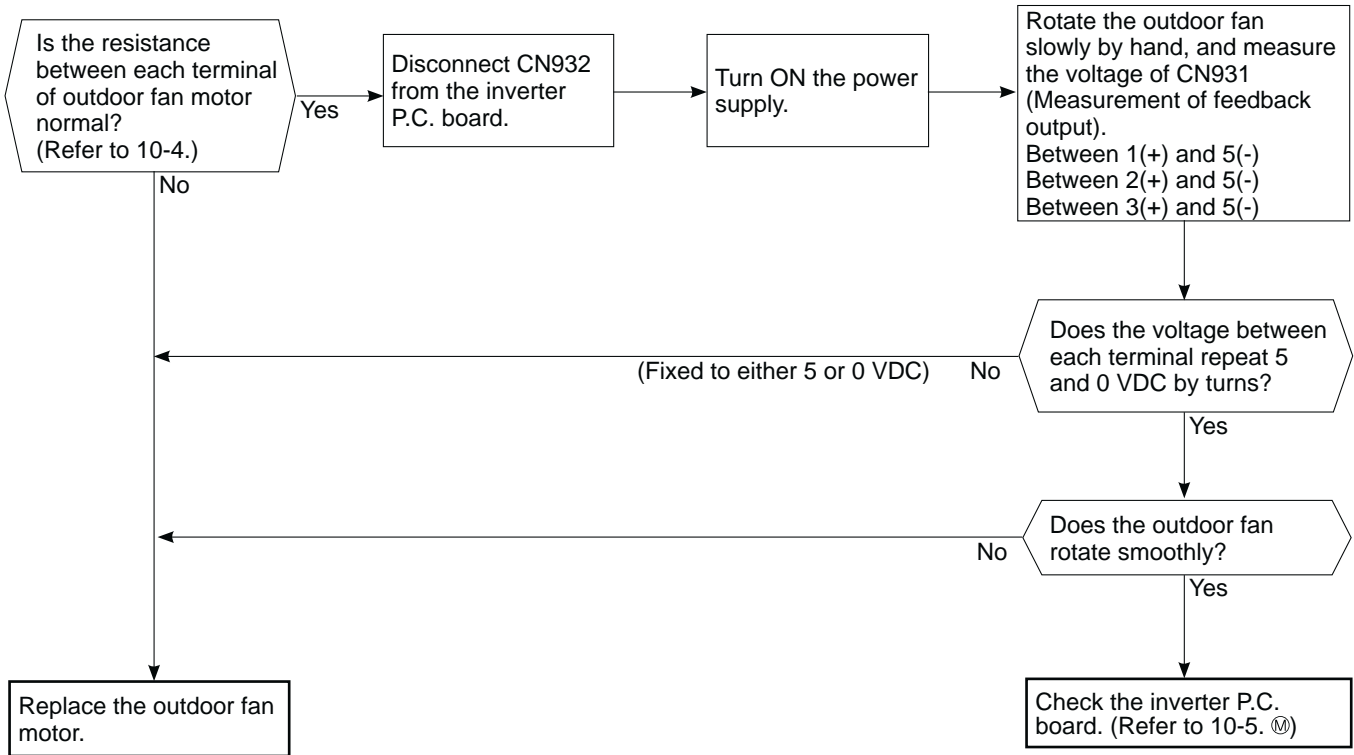 Is the resistance
between each terminal
of outdoor fan motor
normal?
(Refer to 10-4.)
Yes
No
Disconnect CN932
from the inverter
P.C. board.
Turn ON the power
supply.
Rotate the outdoor fan
slowly by hand, and measure
the voltage of CN931
(Measurement of feedback
output).
Between 1(+) and 5(-)
Between 2(+) and 5(-)
Between 3(+) and 5(-)
Does the voltage between
each terminal repeat 5
and 0 VDC by turns?
(Fixed to either 5 or 0 VDC) No
Yes
Does the outdoor fan
rotate smoothly?
No
Yes
Replace the outdoor fan
motor.
Check the inverter P.C.
board. (Refer to 10-5. Ⓜ)